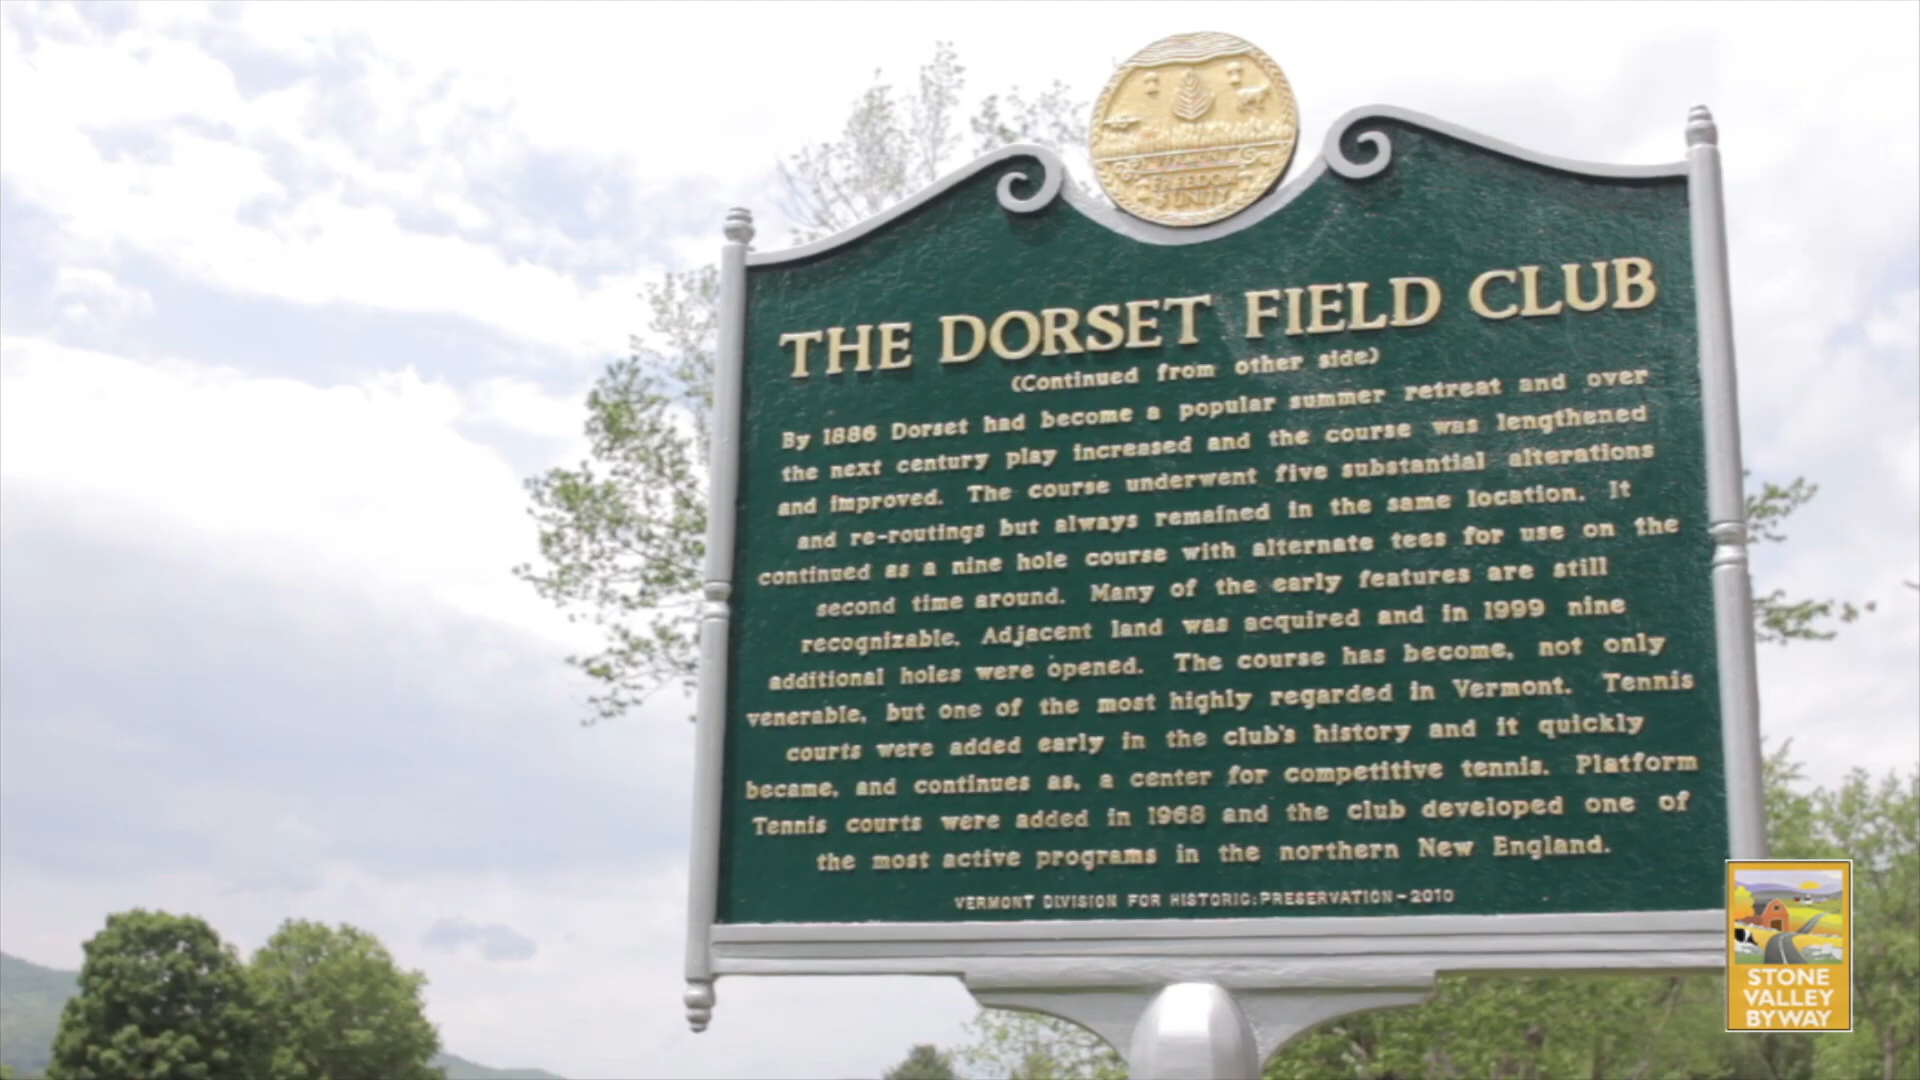 FREEDOM
& UNITY
THE DORSET FIELD CLUB
(Continued from other side)
By 1886 Dorset had become a popular summer retreat and over
the next century play increased and the course was lengthened
and improved. The course underwent five substantial alterations
and re-routings but always remained in the same location. It
continued as a nine hole course with alternate tees for use on the
second time around. Many of the early features are still
recognizable. Adjacent land was acquired and in 1999 nine
additional holes were opened. The course has become, not only
venerable, but one of the most highly regarded in Vermont. Tennis
courts were added early in the club's history and it quickly
became, and continues as, a center for competitive tennis. Platform
Tennis courts were added in 1968 and the club developed one of
the most active programs in the northern New England.
VERMONT DIVISION FOR HISTORIC PRESERVATION - 2010
STONE
VALLEY
BYWAY